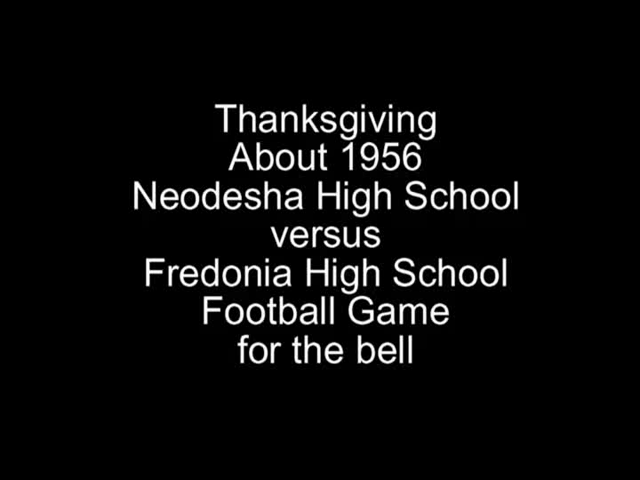 Thanksgiving
About 1956
Neodesha High School
versus
Fredonia High School
Football Game
for the bell